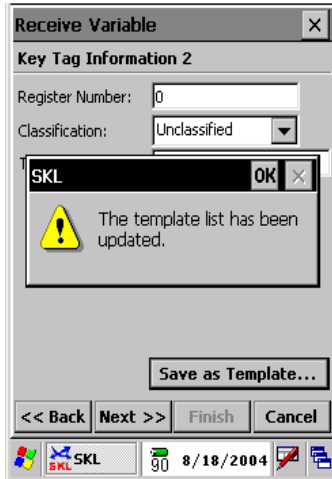 Receive Variable
Key Tag Information 2
Register Number: 0
Classification: Unclassified
T
SKL OK
The template list has been
updated.
Save as Template...
<< Back Next >> Finish Cancel
SKL 90 8/18/2004